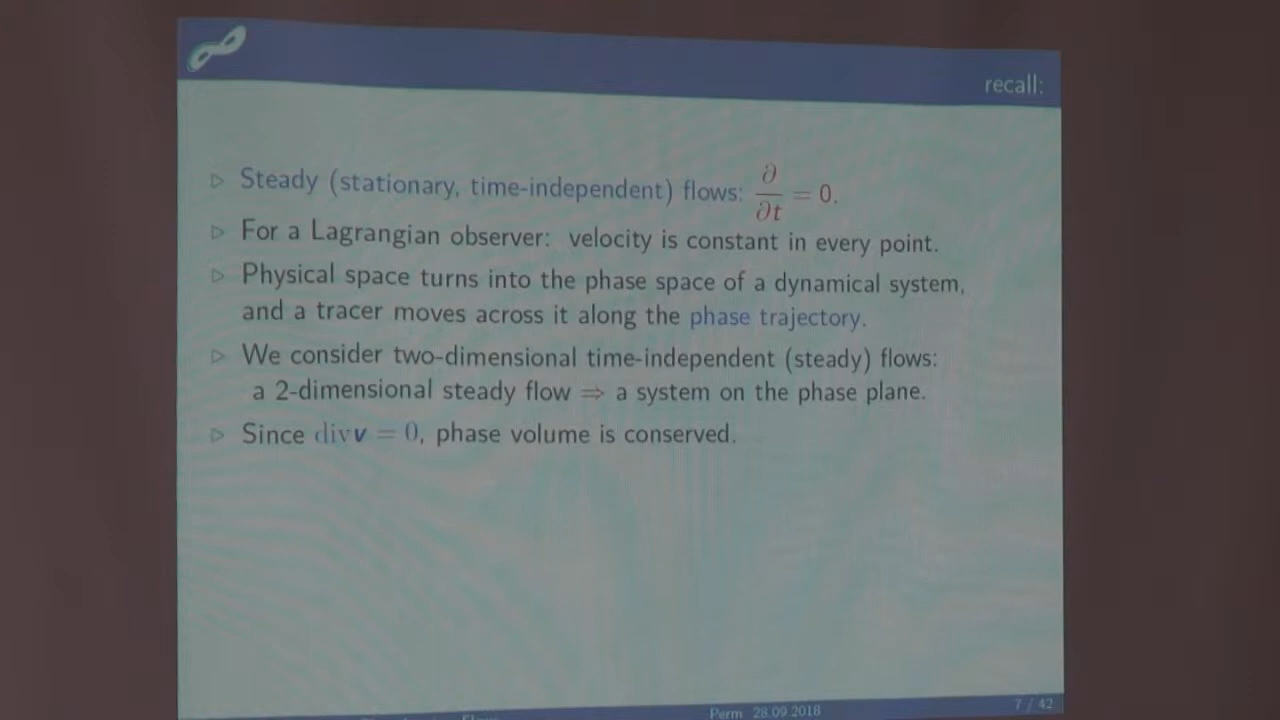 recall:
▷ Steady (stationary, time-independent) flows: ∂/∂t = 0.
▷ For a Lagrangian observer: velocity is constant in every point.
▷ Physical space turns into the phase space of a dynamical system,
and a tracer moves across it along the phase trajectory.
▷ We consider two-dimensional time-independent (steady) flows:
a 2-dimensional steady flow ⇒ a system on the phase plane.
▷ Since div𝒗 = 0, phase volume is conserved.
Perm 28.09.2018
7 / 42